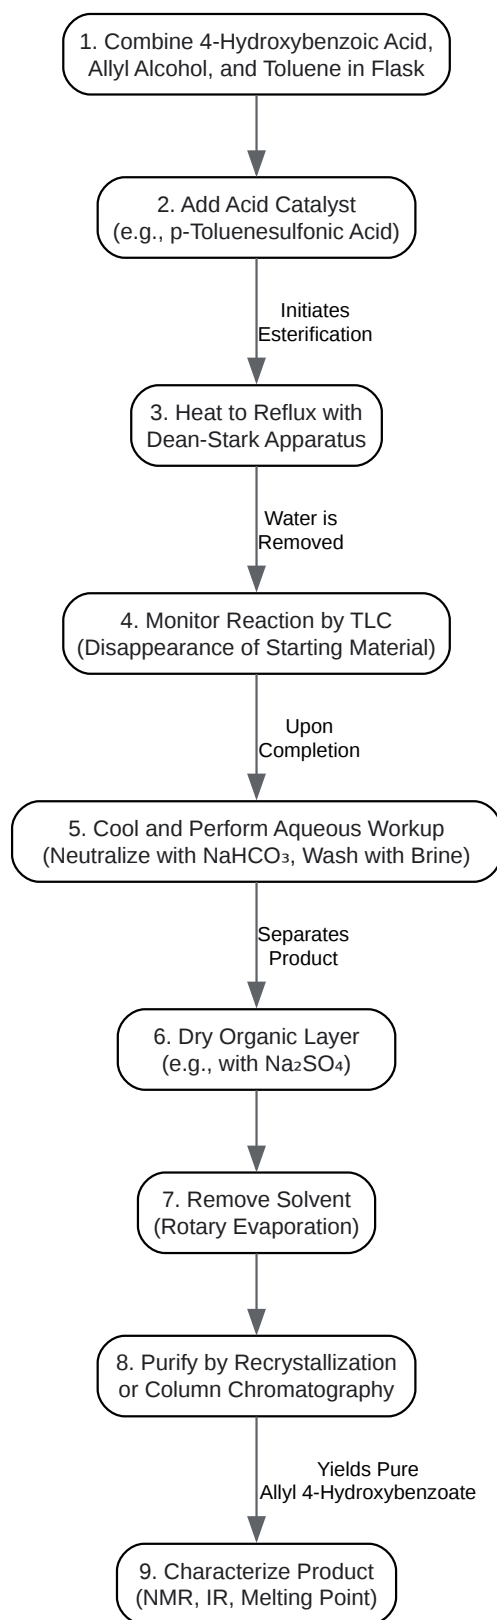 1. Combine 4-Hydroxybenzoic Acid,
Allyl Alcohol, and Toluene in Flask
2. Add Acid Catalyst
(e.g., p-Toluenesulfonic Acid)
Initiates
Esterification
3. Heat to Reflux with
Dean-Stark Apparatus
Water is
Removed
4. Monitor Reaction by TLC
(Disappearance of Starting Material)
Upon
Completion
5. Cool and Perform Aqueous Workup
(Neutralize with NaHCO₃, Wash with Brine)
Separates
Product
6. Dry Organic Layer
(e.g., with Na₂SO₄)
7. Remove Solvent
(Rotary Evaporation)
8. Purify by Recrystallization
or Column Chromatography
Yields Pure
Allyl 4-Hydroxybenzoate
9. Characterize Product
(NMR, IR, Melting Point)